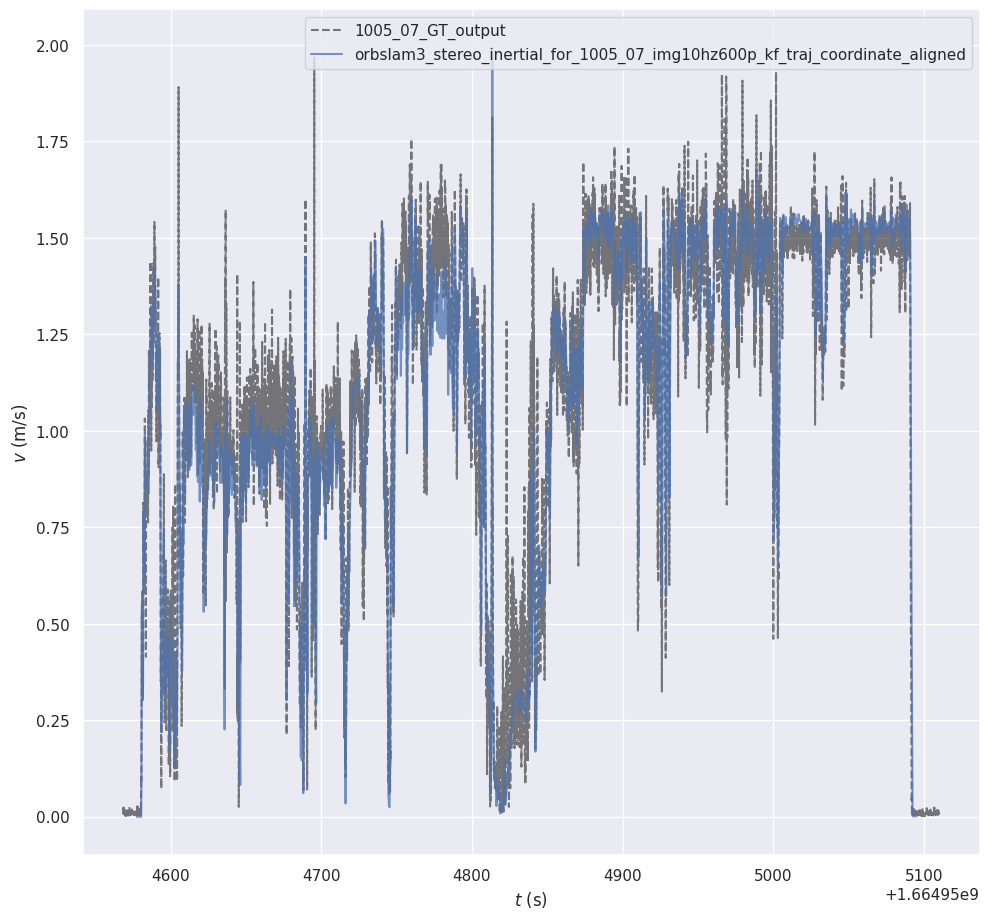 1005_07_GT_output
orbslam3_stereo_inertial_for_1005_07_img10hz600p_kf_traj_coordinate_aligned
2.00
1.75
1.50
1.25
1.00
0.75
0.50
0.25
0.00
v (m/s)
4600 4700 4800 4900 5000 5100
t (s)
+1.66495e9